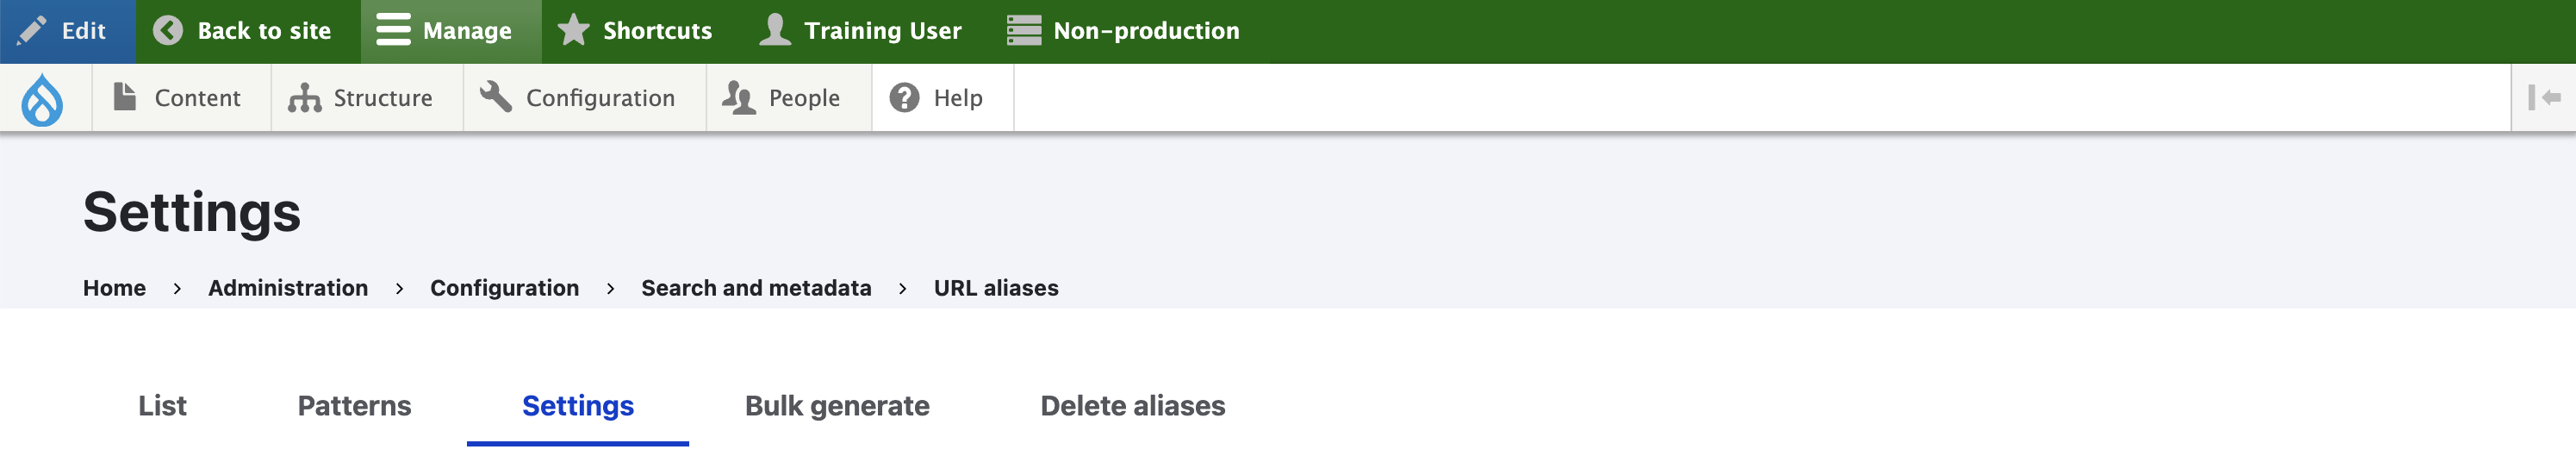 Edit Back to site Manage Shortcuts Training User Non-production
Content Structure Configuration People Help
Settings
Home > Administration > Configuration > Search and metadata > URL aliases
List Patterns Settings Bulk generate Delete aliases